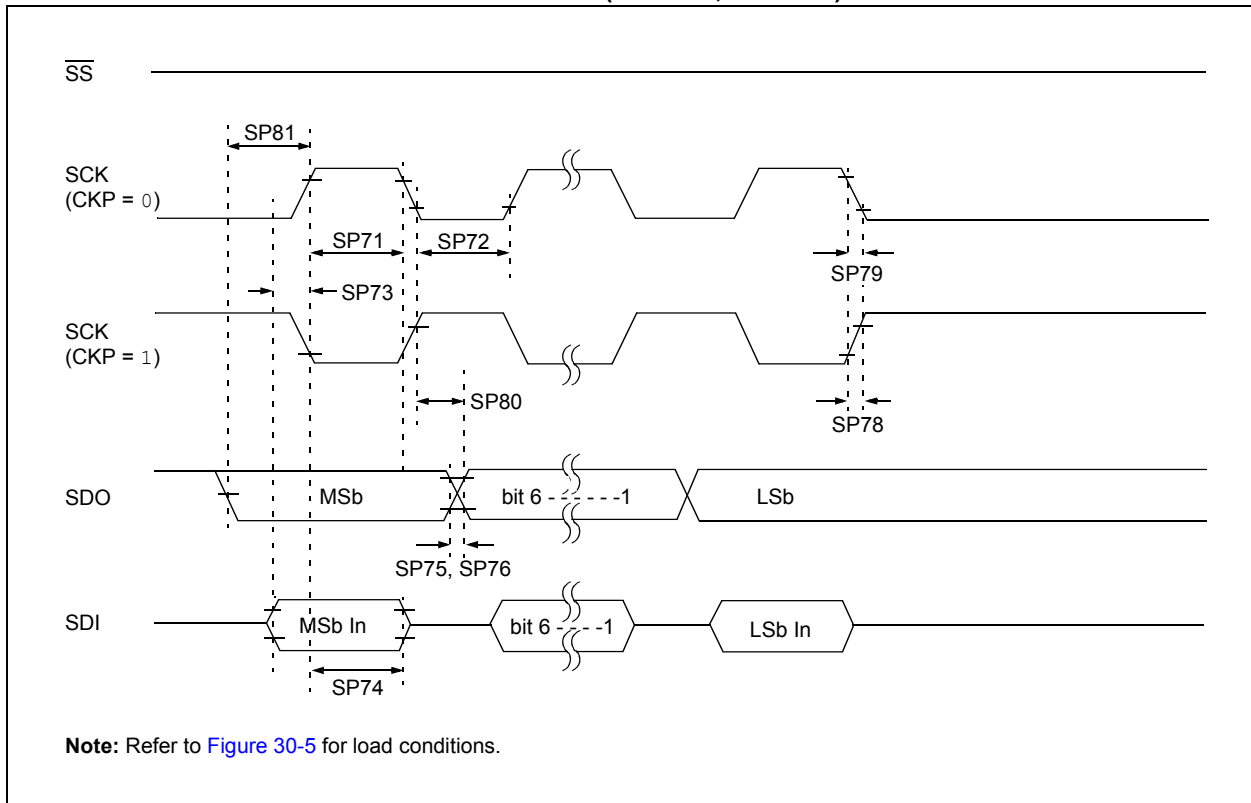 SS
SP81
SCK
(CKP = 0)
SP71
SP72
SP79
SP73
SCK
(CKP = 1)
SP80
SP78
SDO
MSb
bit 6 - - - - - -1
LSb
SP75, SP76
SDI
MSb In
bit 6 - - - -1
LSb In
SP74
Note: Refer to Figure 30-5 for load conditions.